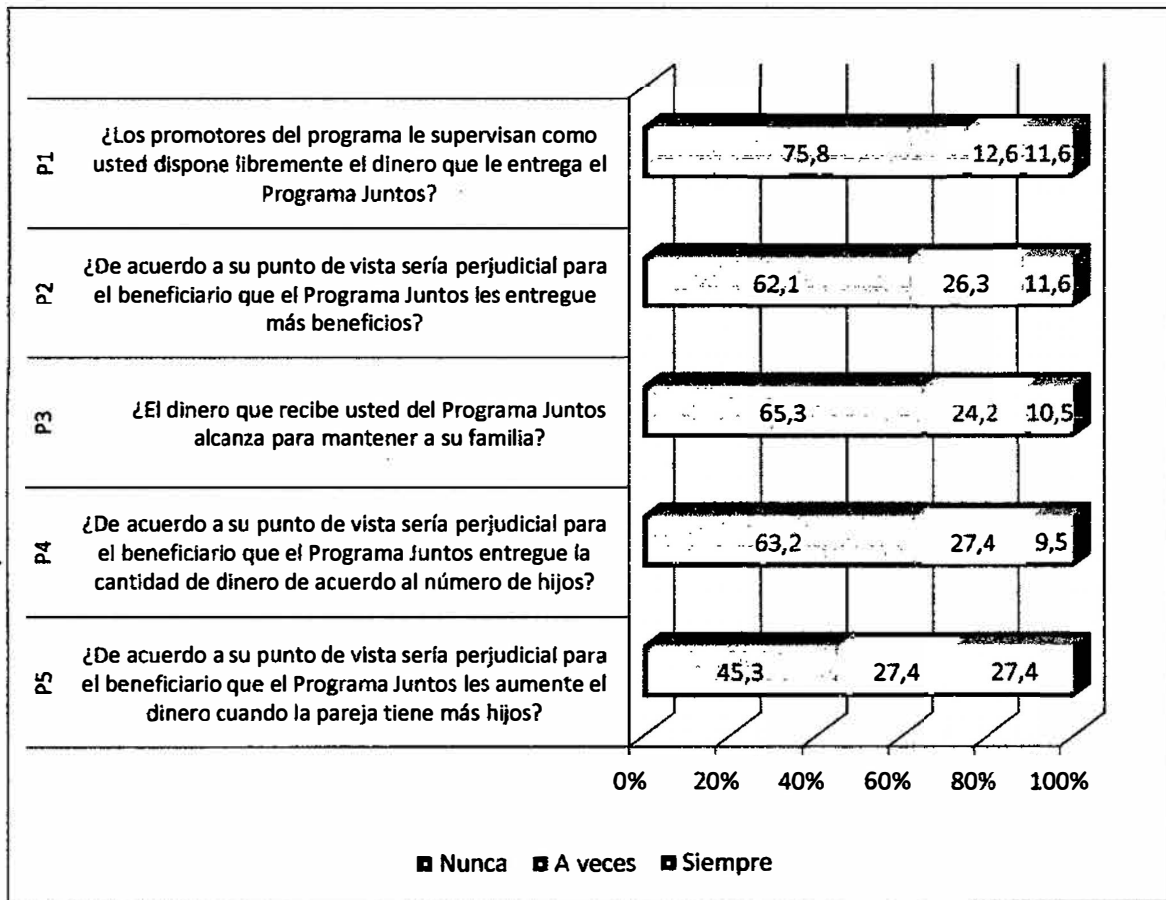 P1
¿Los promotores del programa le supervisan como
usted dispone libremente el dinero que le entrega el
Programa Juntos?
75,8 12,6 11,6
P2
¿De acuerdo a su punto de vista sería perjudicial para
el beneficiario que el Programa Juntos les entregue
más beneficios?
62,1 26,3 11,6
P3
¿El dinero que recibe usted del Programa Juntos
alcanza para mantener a su familia?
65,3 24,2 10,5
P4
¿De acuerdo a su punto de vista sería perjudicial para
el beneficiario que el Programa Juntos entregue la
cantidad de dinero de acuerdo al número de hijos?
63,2 27,4 9,5
P5
¿De acuerdo a su punto de vista sería perjudicial para
el beneficiario que el Programa Juntos les aumente el
dinero cuando la pareja tiene más hijos?
45,3 27,4 27,4
0% 20% 40% 60% 80% 100%
Nunca A veces Siempre